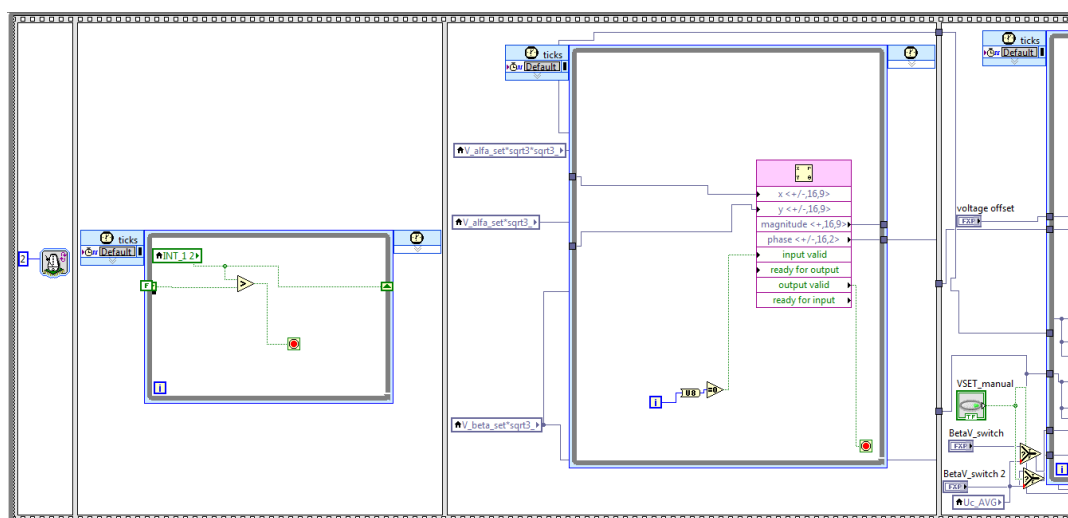 2
ticks
Default
INT_1 2
F
>
i
ticks
Default
V_alfa_set*sqrt3*sqrt3_
V_alfa_set*sqrt3_
V_beta_set*sqrt3_
x <+/-,16,9>
y <+/-,16,9>
magnitude <+,16,9>
phase <+/-,16,2>
input valid
ready for output
output valid
ready for input
i
U8
=0
ticks
Default
voltage offset
FXP
VSET_manual
TF
BetaV_switch
FXP
BetaV_switch 2
FXP
Uc_AVG
i